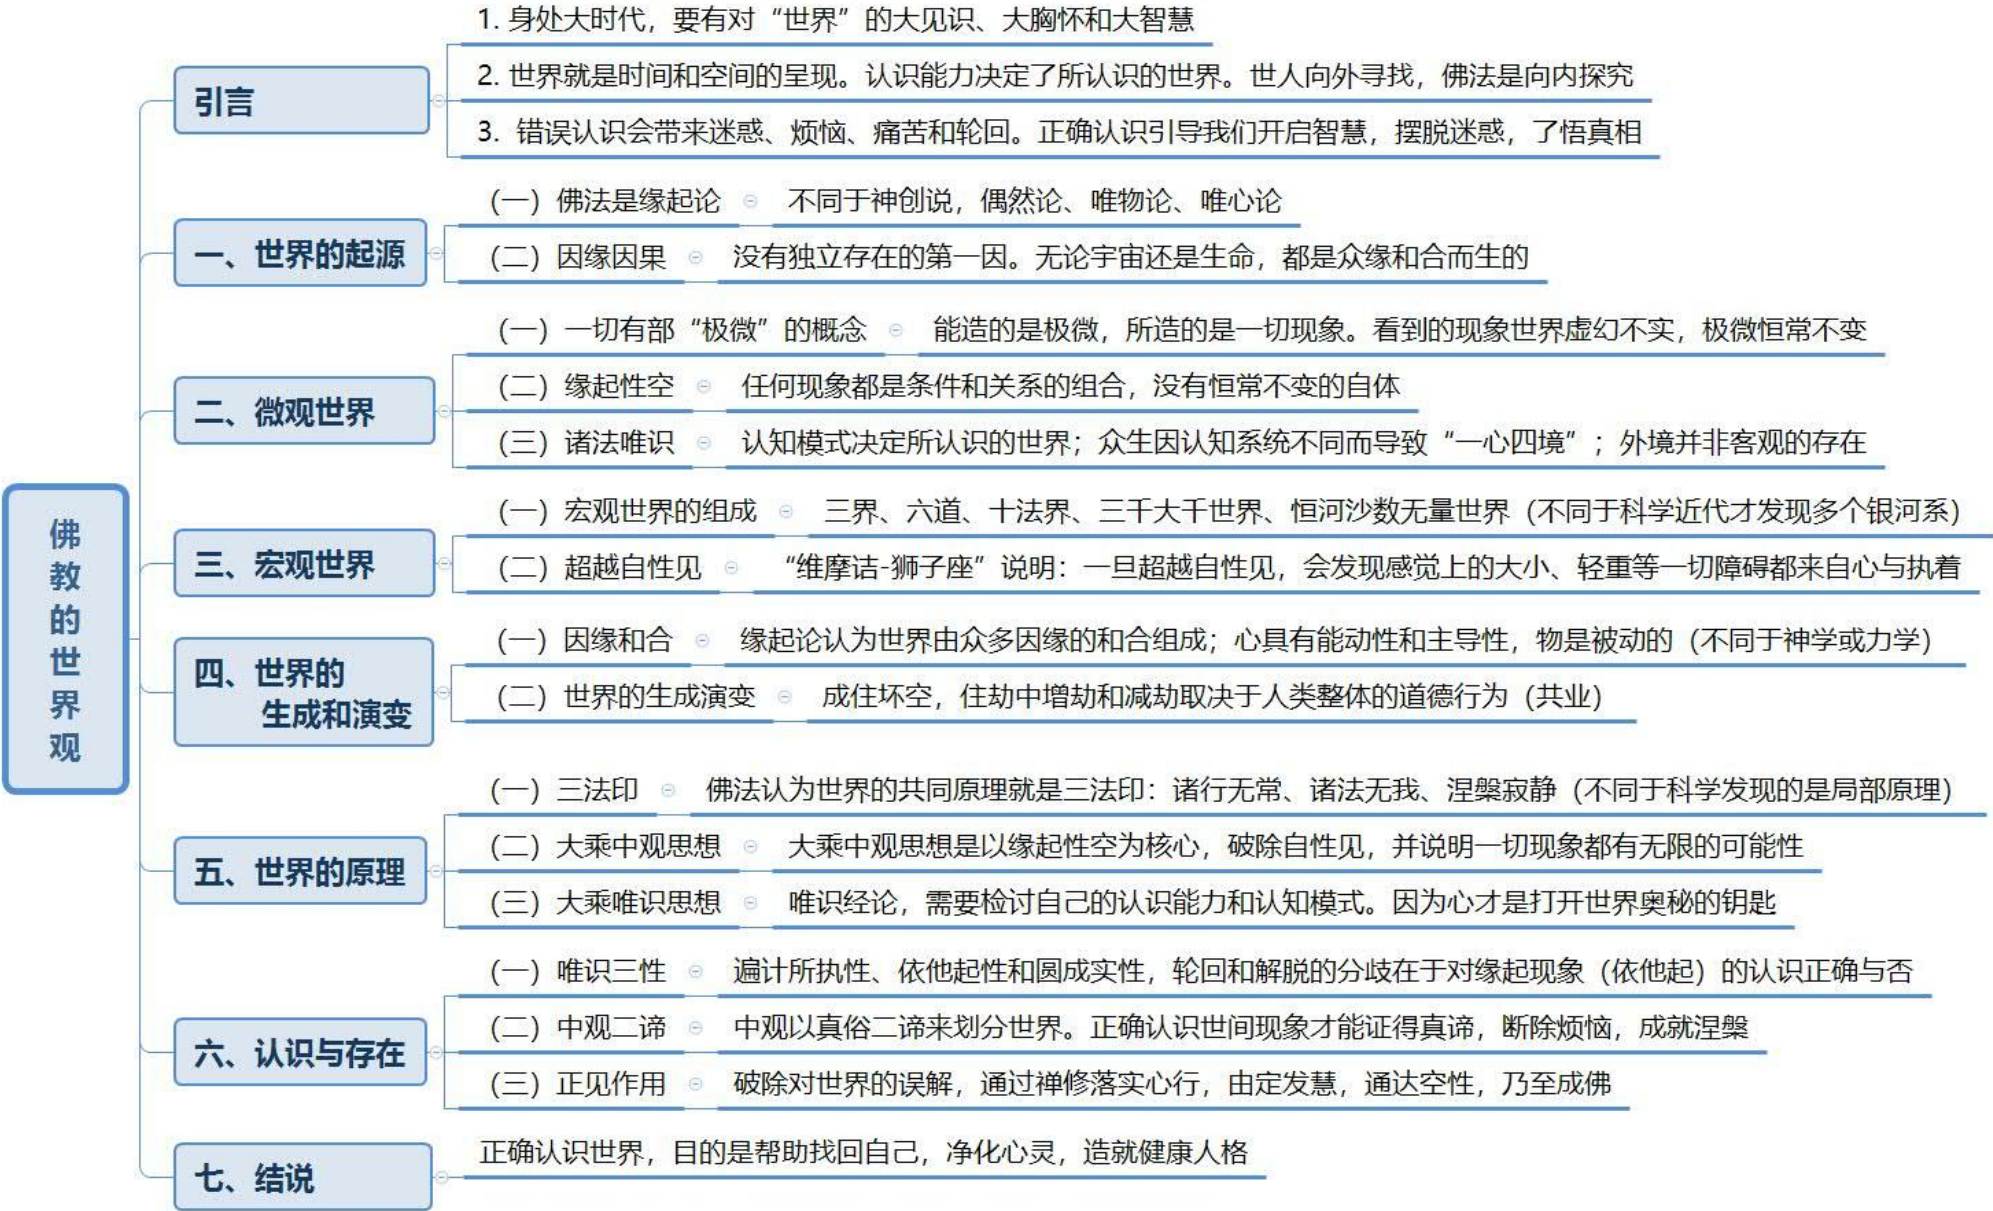 佛教的世界观
引言
1. 身处大时代，要有对“世界”的大见识、大胸怀和大智慧
2. 世界就是时间和空间的呈现。认识能力决定了所认识的世界。世人向外寻找，佛法是向内探究
3. 错误认识会带来迷惑、烦恼、痛苦和轮回。正确认识引导我们开启智慧，摆脱迷惑，了悟真相
一、世界的起源
（一）佛法是缘起论 不同于神创说，偶然论、唯物论、唯心论
（二）因缘因果 没有独立存在的第一因。无论宇宙还是生命，都是众缘和合而生的
二、微观世界
（一）一切有部“极微”的概念 能造的是极微，所造的是一切现象。看到的现象世界虚幻不实，极微恒常不变
（二）缘起性空 任何现象都是条件和关系的组合，没有恒常不变的自体
（三）诸法唯识 认知模式决定所认识的世界；众生因认知系统不同而导致“一心四境”；外境并非客观的存在
三、宏观世界
（一）宏观世界的组成 三界、六道、十法界、三千大千世界、恒河沙数无量世界（不同于科学近代才发现多个银河系）
（二）超越自性见 “维摩诘-狮子座”说明：一旦超越自性见，会发现感觉上的大小、轻重等一切障碍都来自心与执着
四、世界的
生成和演变
（一）因缘和合 缘起论认为世界由众多因缘的和合组成；心具有能动性和主导性，物是被动的（不同于神学或力学）
（二）世界的生成演变 成住坏空，住劫中增劫和减劫取决于人类整体的道德行为（共业）
五、世界的原理
（一）三法印 佛法认为世界的共同原理就是三法印：诸行无常、诸法无我、涅槃寂静（不同于科学发现的是局部原理）
（二）大乘中观思想 大乘中观思想是以缘起性空为核心，破除自性见，并说明一切现象都有无限的可能性
（三）大乘唯识思想 唯识经论，需要检讨自己的认识能力和认知模式。因为心才是打开世界奥秘的钥匙
六、认识与存在
（一）唯识三性 遍计所执性、依他起性和圆成实性，轮回和解脱的分歧在于对缘起现象（依他起）的认识正确与否
（二）中观二谛 中观以真俗二谛来划分世界。正确认识世间现象才能证得真谛，断除烦恼，成就涅槃
（三）正见作用 破除对世界的误解，通过禅修落实心行，由定发慧，通达空性，乃至成佛
七、结说
正确认识世界，目的是帮助找回自己，净化心灵，造就健康人格